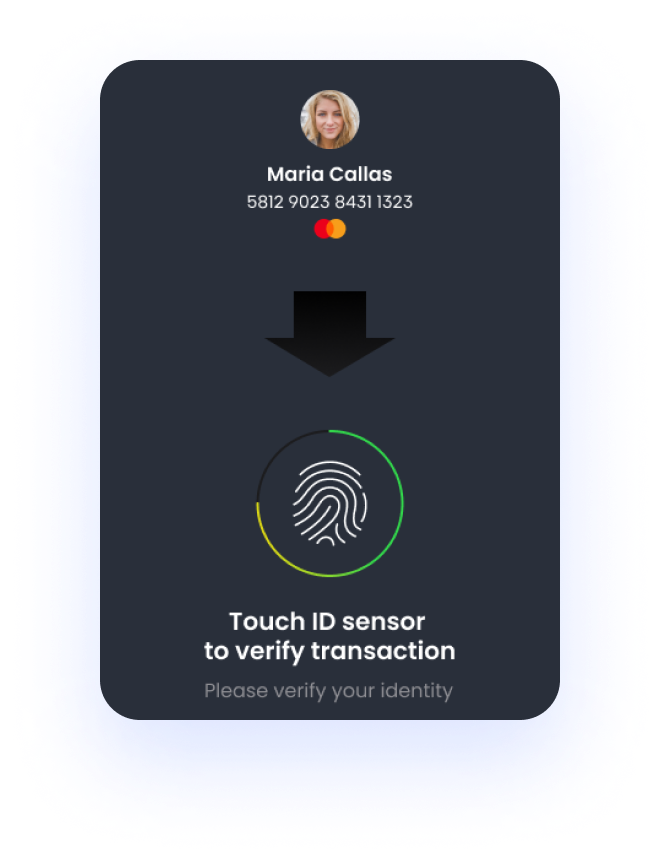 Maria Callas
5812 9023 8431 1323
Touch ID sensor
to verify transaction
Please verify your identity